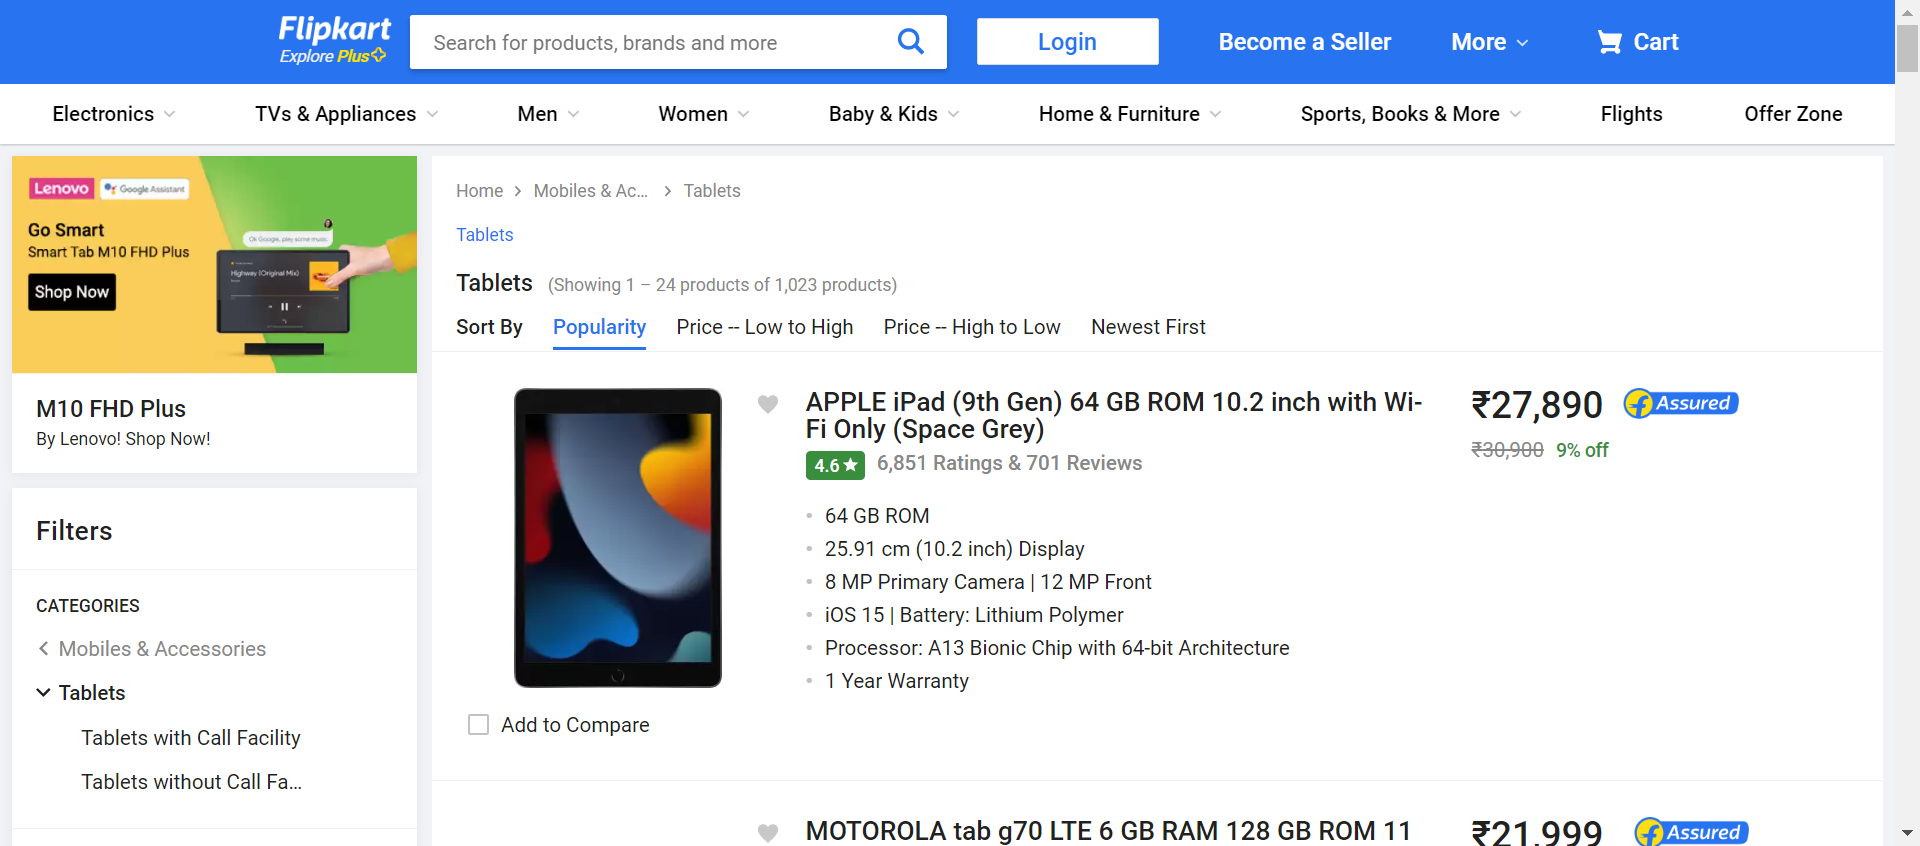 Flipkart
Explore Plus
Search for products, brands and more
Login
Become a Seller
More
Cart
Electronics
TVs & Appliances
Men
Women
Baby & Kids
Home & Furniture
Sports, Books & More
Flights
Offer Zone
Lenovo
Google Assistant
Go Smart
Smart Tab M10 FHD Plus
Shop Now
Ok Google, play some music.
Highway (Original Mix)
M10 FHD Plus
By Lenovo! Shop Now!
Filters
CATEGORIES
Mobiles & Accessories
Tablets
Tablets with Call Facility
Tablets without Call Fa...
Home
Mobiles & Ac...
Tablets
Tablets
Tablets (Showing 1 – 24 products of 1,023 products)
Sort By Popularity Price -- Low to High Price -- High to Low Newest First
APPLE iPad (9th Gen) 64 GB ROM 10.2 inch with Wi-
Fi Only (Space Grey)
4.6 6,851 Ratings & 701 Reviews
64 GB ROM
25.91 cm (10.2 inch) Display
8 MP Primary Camera | 12 MP Front
iOS 15 | Battery: Lithium Polymer
Processor: A13 Bionic Chip with 64-bit Architecture
1 Year Warranty
₹27,890
Assured
₹30,900 9% off
Add to Compare
MOTOROLA tab g70 LTE 6 GB RAM 128 GB ROM 11
₹21,999
Assured